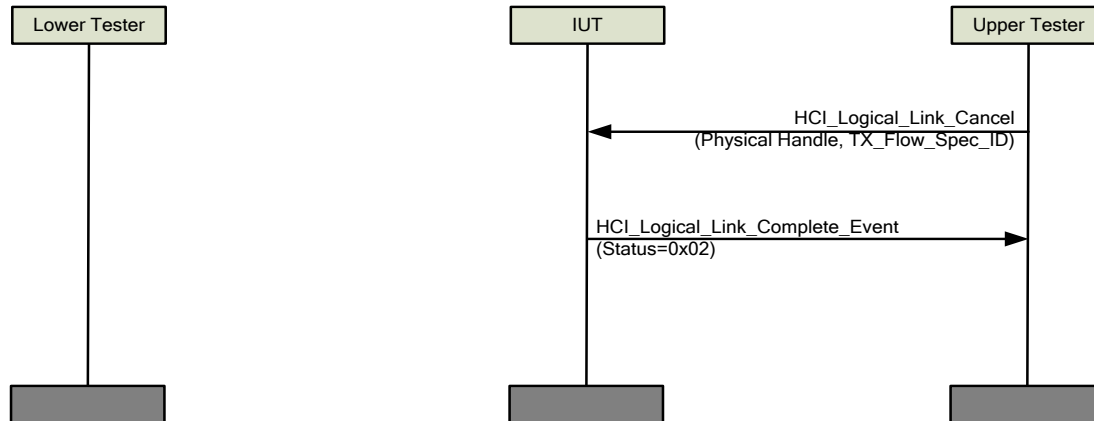 Lower Tester
IUT
Upper Tester
HCI_Logical_Link_Cancel
(Physical Handle, TX_Flow_Spec_ID)
HCI_Logical_Link_Complete_Event
(Status=0x02)